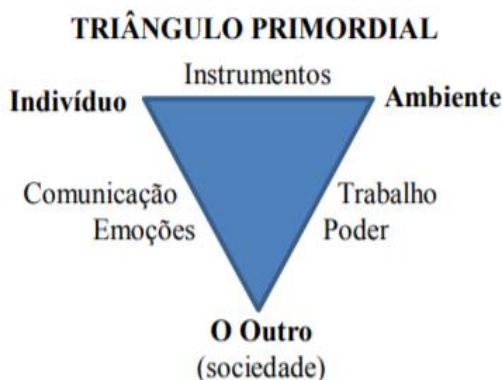 TRIÂNGULO PRIMORDIAL
Instrumentos
Indivíduo
Ambiente
Comunicação
Emoções
Trabalho
Poder
O Outro
(sociedade)